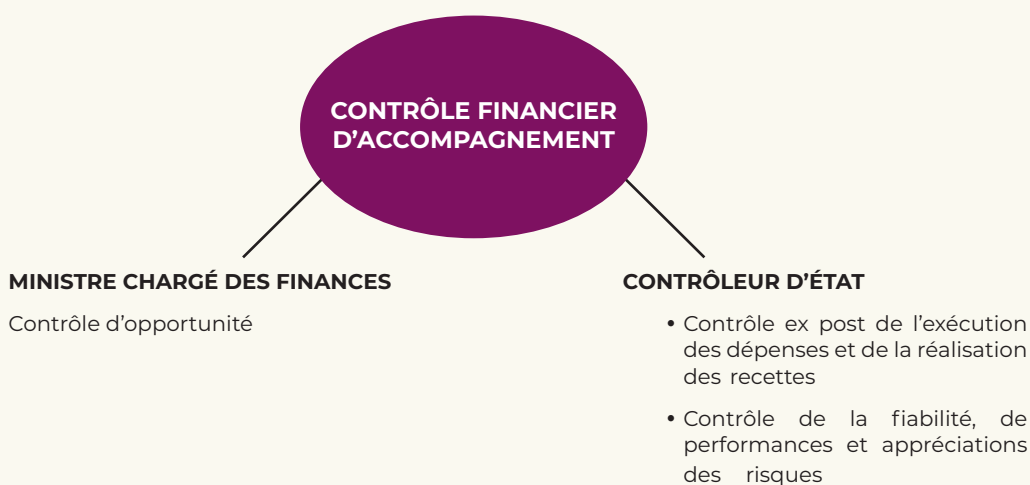 CONTRÔLE FINANCIER
D'ACCOMPAGNEMENT
MINISTRE CHARGÉ DES FINANCES
Contrôle d'opportunité
CONTRÔLEUR D'ÉTAT
• Contrôle ex post de l'exécution
des dépenses et de la réalisation
des recettes
• Contrôle de la fiabilité, de
performances et appréciations
des risques